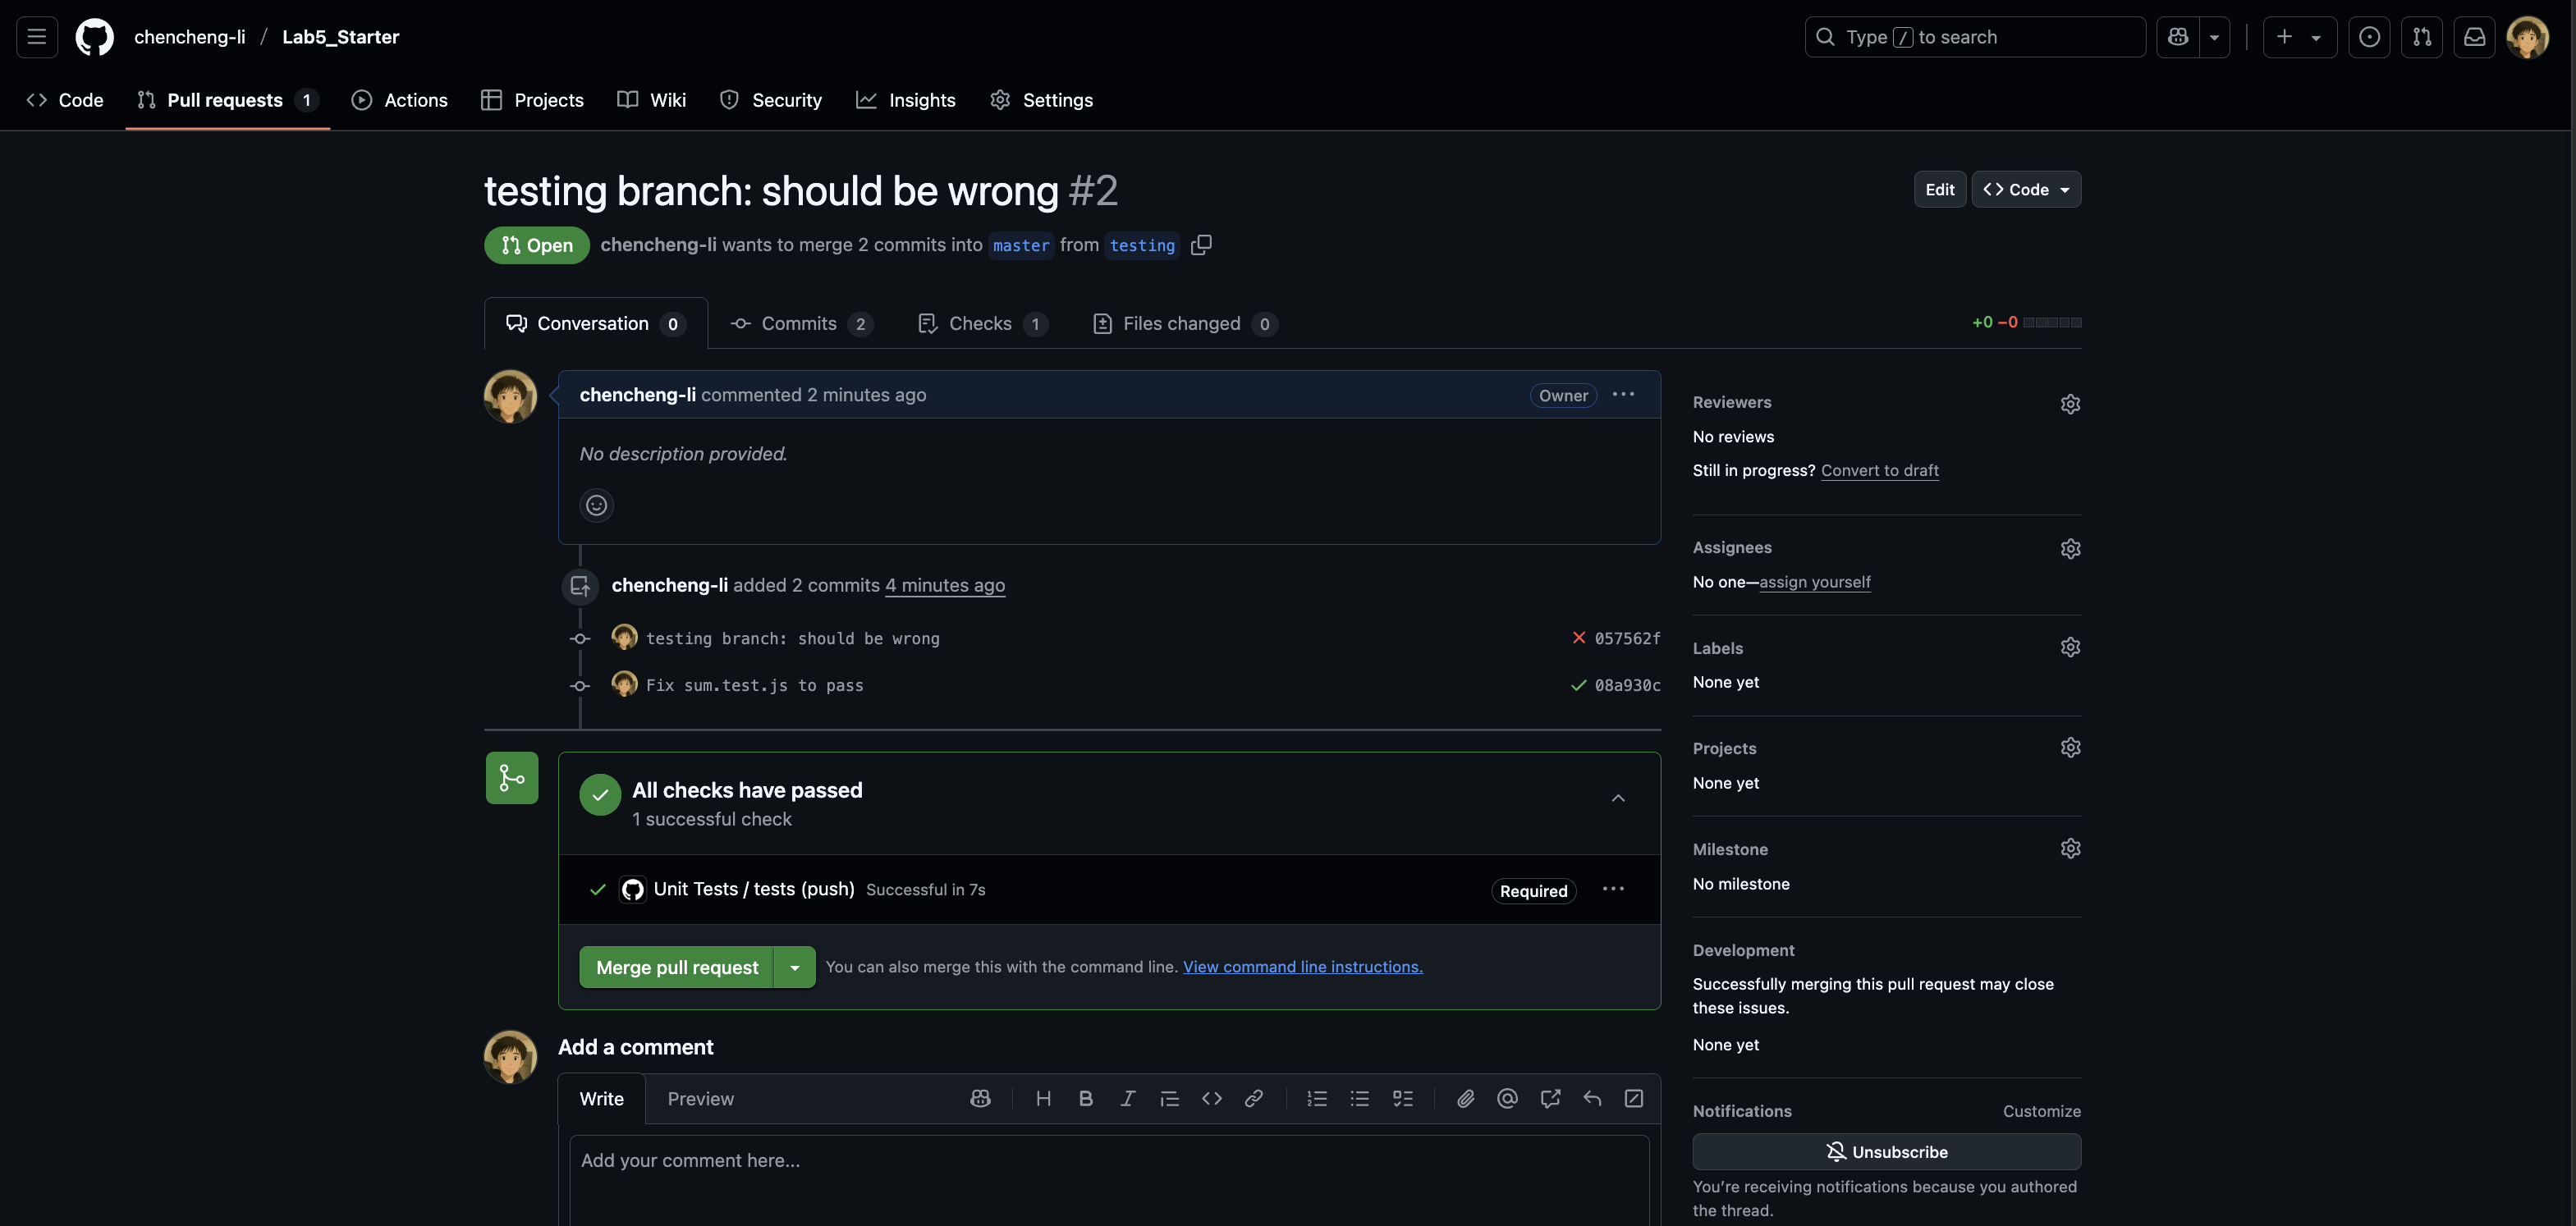 chencheng-li / Lab5_Starter
Type / to search
Code
Pull requests 1
Actions
Projects
Wiki
Security
Insights
Settings
testing branch: should be wrong #2
Edit
Code
Open
chencheng-li wants to merge 2 commits into master from testing
Conversation 0
Commits 2
Checks 1
Files changed 0
+0 −0
chencheng-li commented 2 minutes ago
Owner
No description provided.
chencheng-li added 2 commits 4 minutes ago
testing branch: should be wrong
057562f
Fix sum.test.js to pass
08a930c
All checks have passed
1 successful check
Unit Tests / tests (push) Successful in 7s
Required
Merge pull request
You can also merge this with the command line. View command line instructions.
Add a comment
Write
Preview
Add your comment here...
Reviewers
No reviews
Still in progress? Convert to draft
Assignees
No one—assign yourself
Labels
None yet
Projects
None yet
Milestone
No milestone
Development
Successfully merging this pull request may close
these issues.
None yet
Notifications
Customize
Unsubscribe
You're receiving notifications because you authored
the thread.